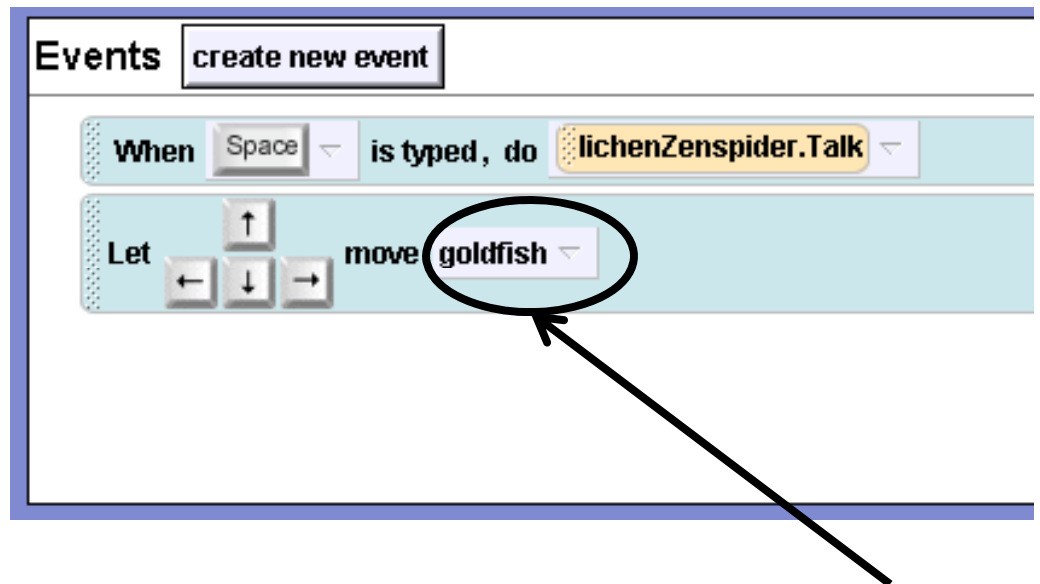 Events create new event
When Space is typed, do lichenZenspider.Talk
↑
Let ← ↓ → move goldfish